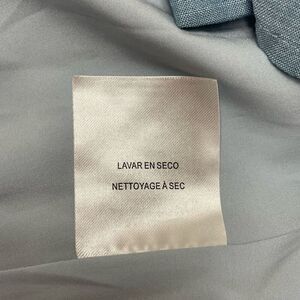 LAVAR EN SECO
NETTOYAGE À SEC